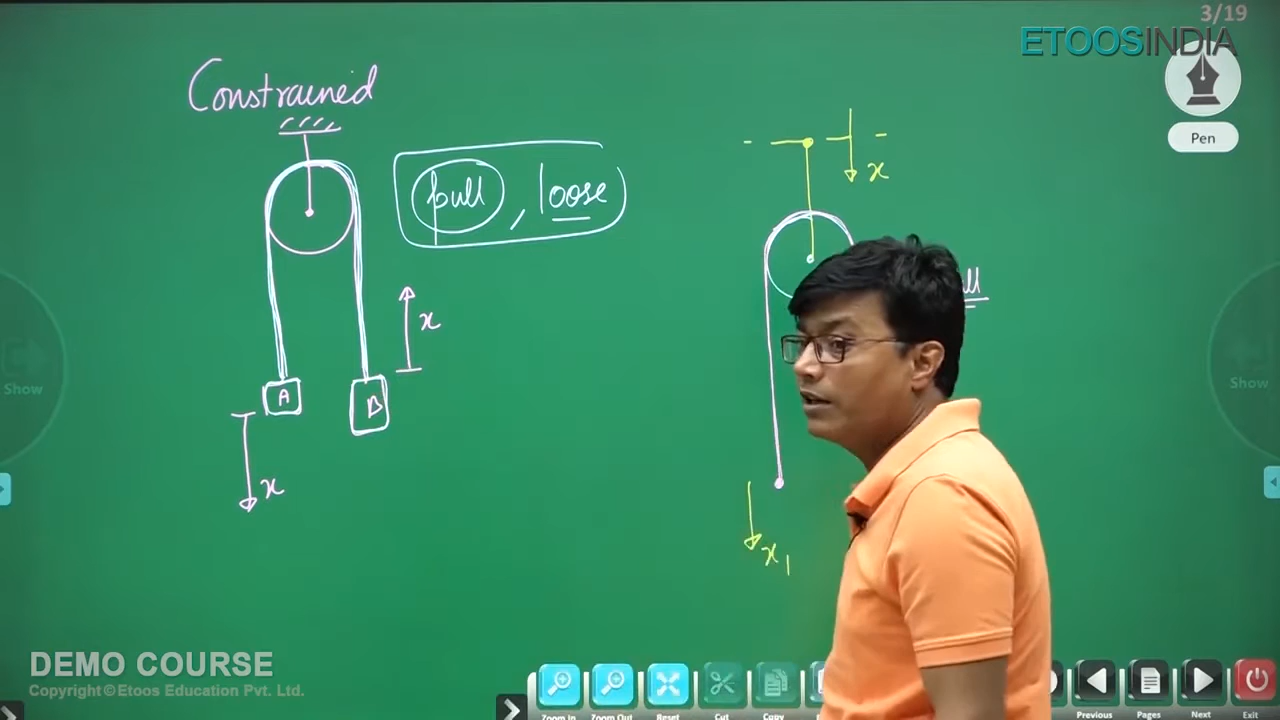 3/19
ETOOSINDIA
Pen
Constrained
pull, loose
x
x
A
B
x
x1
Show
Show
DEMO COURSE
Copyright © Etoos Education Pvt. Ltd.
Zoom In
Zoom Out
Reset
Cut
Copy
Previous
Pages
Next
Exit